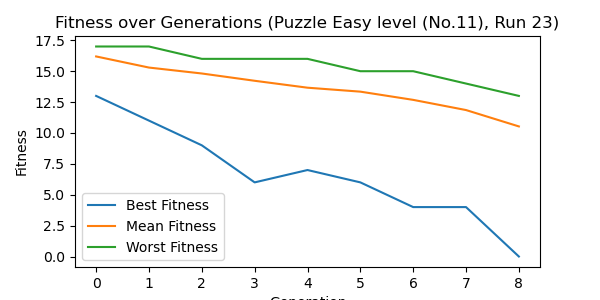 Fitness over Generations (Puzzle Easy level (No.11), Run 23)
17.5
15.0
12.5
10.0
7.5
5.0
2.5
0.0
Fitness
Best Fitness
Mean Fitness
Worst Fitness
0 1 2 3 4 5 6 7 8
Generation